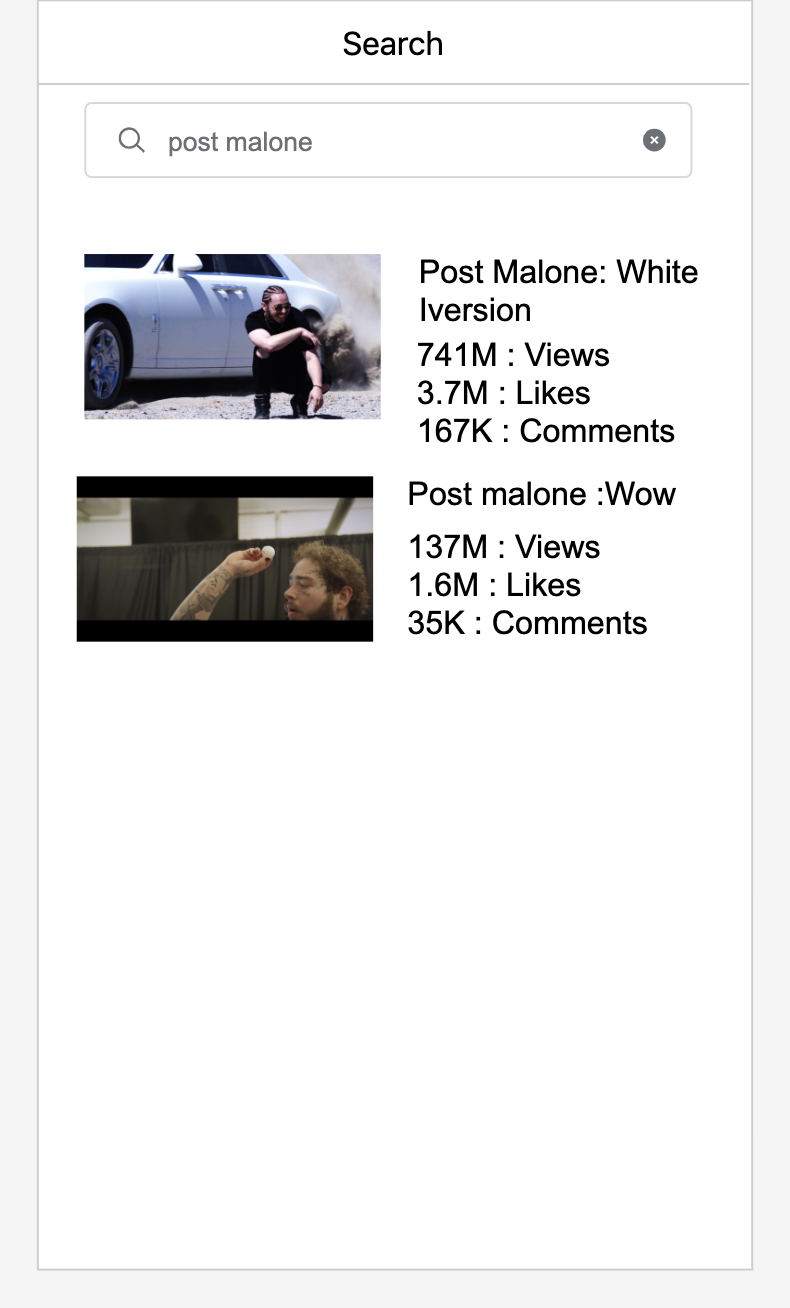 Search
post malone
Post Malone: White
Iversion
741M : Views
3.7M : Likes
167K : Comments
Post malone :Wow
137M : Views
1.6M : Likes
35K : Comments